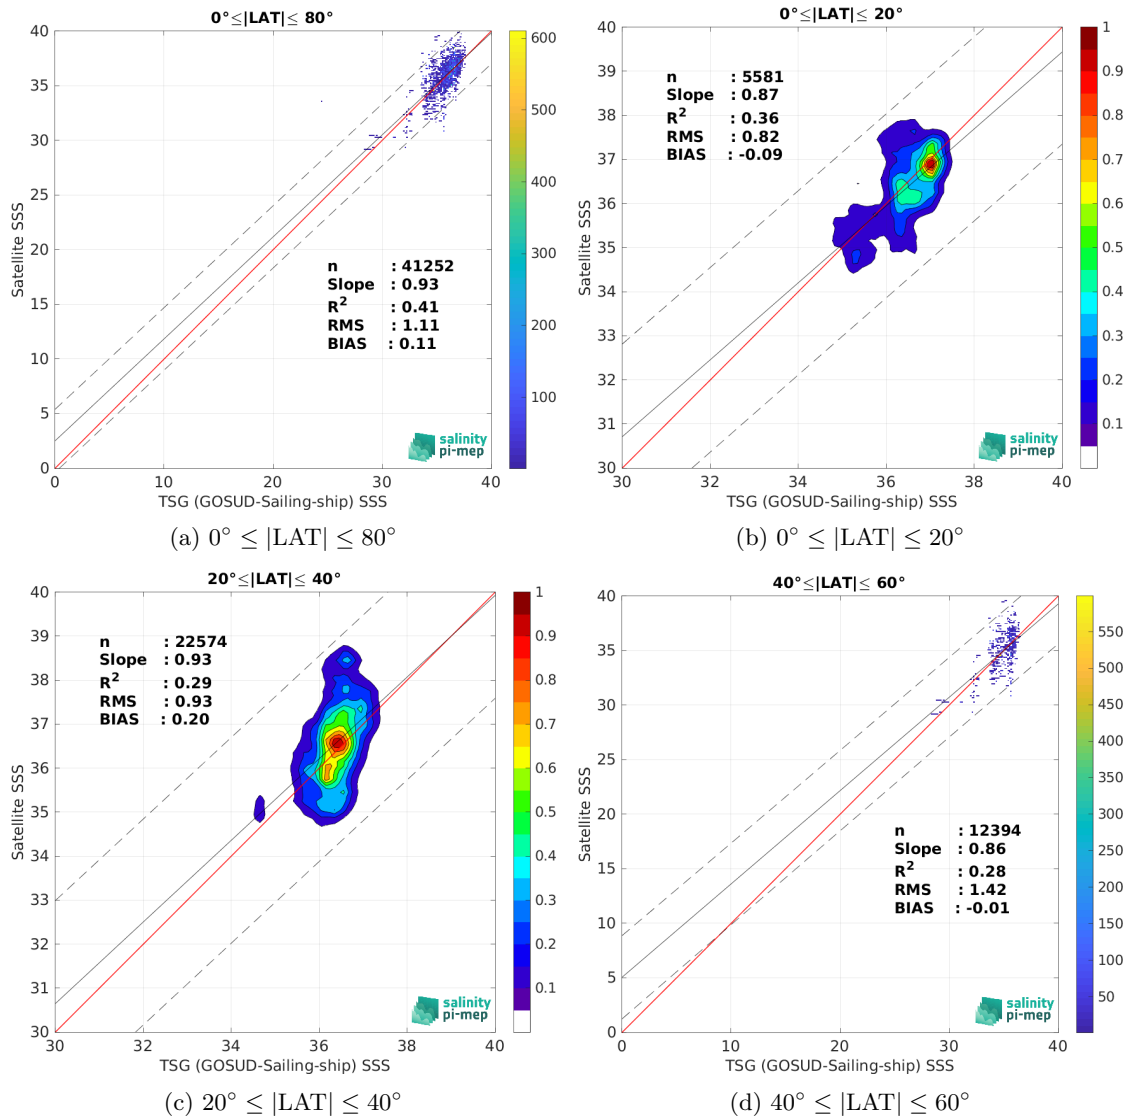 0°≤|LAT|≤ 80°
40
35
30
25
20
15
10
5
0
Satellite SSS
n : 41252
Slope : 0.93
R² : 0.41
RMS : 1.11
BIAS : 0.11
salinity
pi-mep
0 10 20 30 40
TSG (GOSUD-Sailing-ship) SSS
600
500
400
300
200
100
(a) 0° ≤ |LAT| ≤ 80°
0°≤|LAT|≤ 20°
40
39
38
37
36
35
34
33
32
31
30
Satellite SSS
n : 5581
Slope : 0.87
R² : 0.36
RMS : 0.82
BIAS : -0.09
salinity
pi-mep
30 32 34 36 38 40
TSG (GOSUD-Sailing-ship) SSS
1
0.9
0.8
0.7
0.6
0.5
0.4
0.3
0.2
0.1
(b) 0° ≤ |LAT| ≤ 20°
20°≤|LAT|≤ 40°
40
39
38
37
36
35
34
33
32
31
30
Satellite SSS
n : 22574
Slope : 0.93
R² : 0.29
RMS : 0.93
BIAS : 0.20
salinity
pi-mep
30 32 34 36 38 40
TSG (GOSUD-Sailing-ship) SSS
1
0.9
0.8
0.7
0.6
0.5
0.4
0.3
0.2
0.1
(c) 20° ≤ |LAT| ≤ 40°
40°≤|LAT|≤ 60°
40
35
30
25
20
15
10
5
0
Satellite SSS
n : 12394
Slope : 0.86
R² : 0.28
RMS : 1.42
BIAS : -0.01
salinity
pi-mep
0 10 20 30 40
TSG (GOSUD-Sailing-ship) SSS
550
500
450
400
350
300
250
200
150
100
50
(d) 40° ≤ |LAT| ≤ 60°